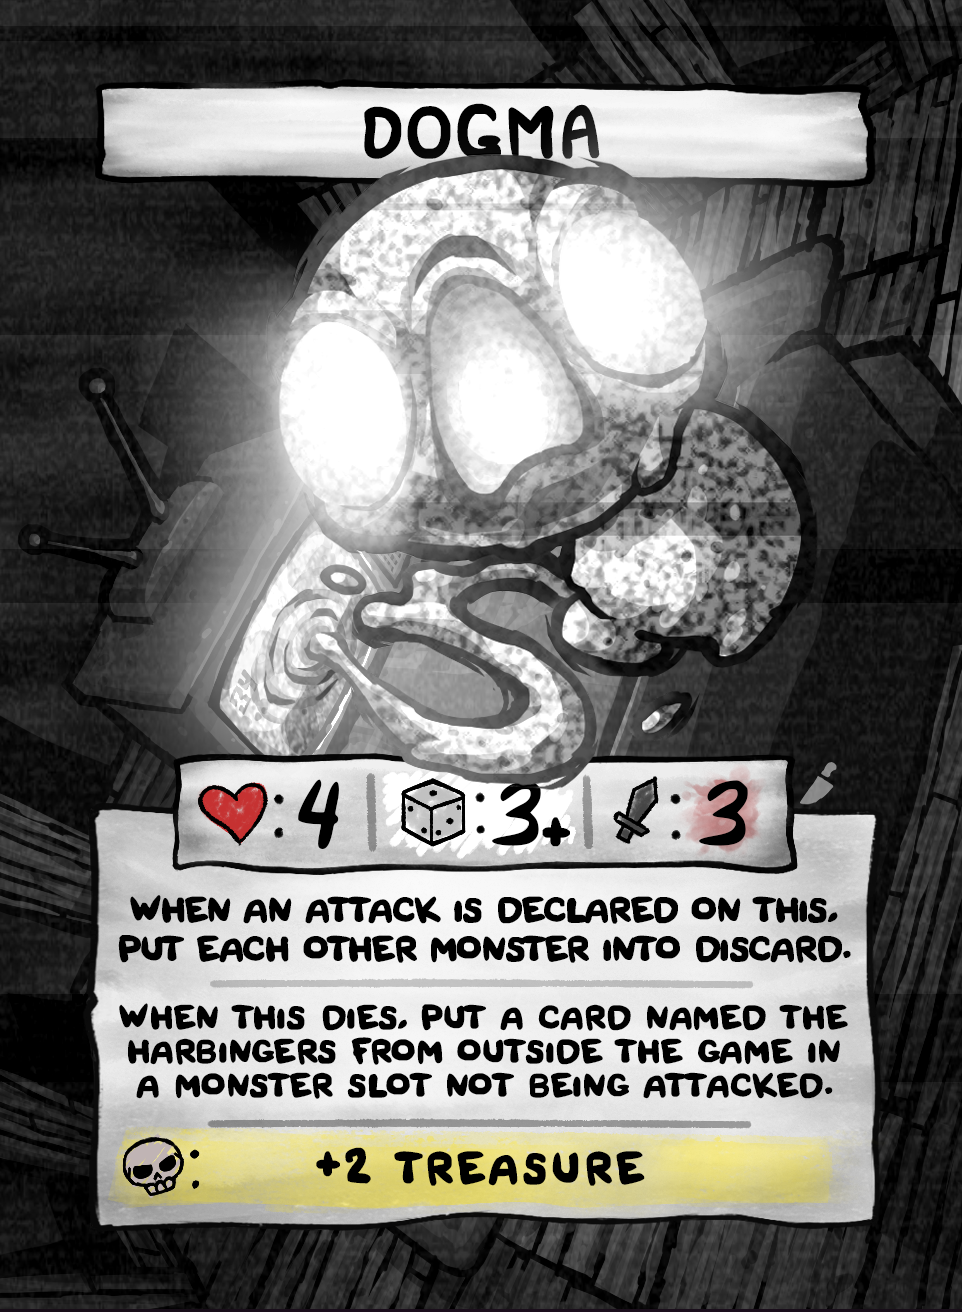 DOGMA
: 4 : 3+ : 3
WHEN AN ATTACK IS DECLARED ON THIS,
PUT EACH OTHER MONSTER INTO DISCARD.
WHEN THIS DIES, PUT A CARD NAMED THE
HARBINGERS FROM OUTSIDE THE GAME IN
A MONSTER SLOT NOT BEING ATTACKED.
: +2 TREASURE